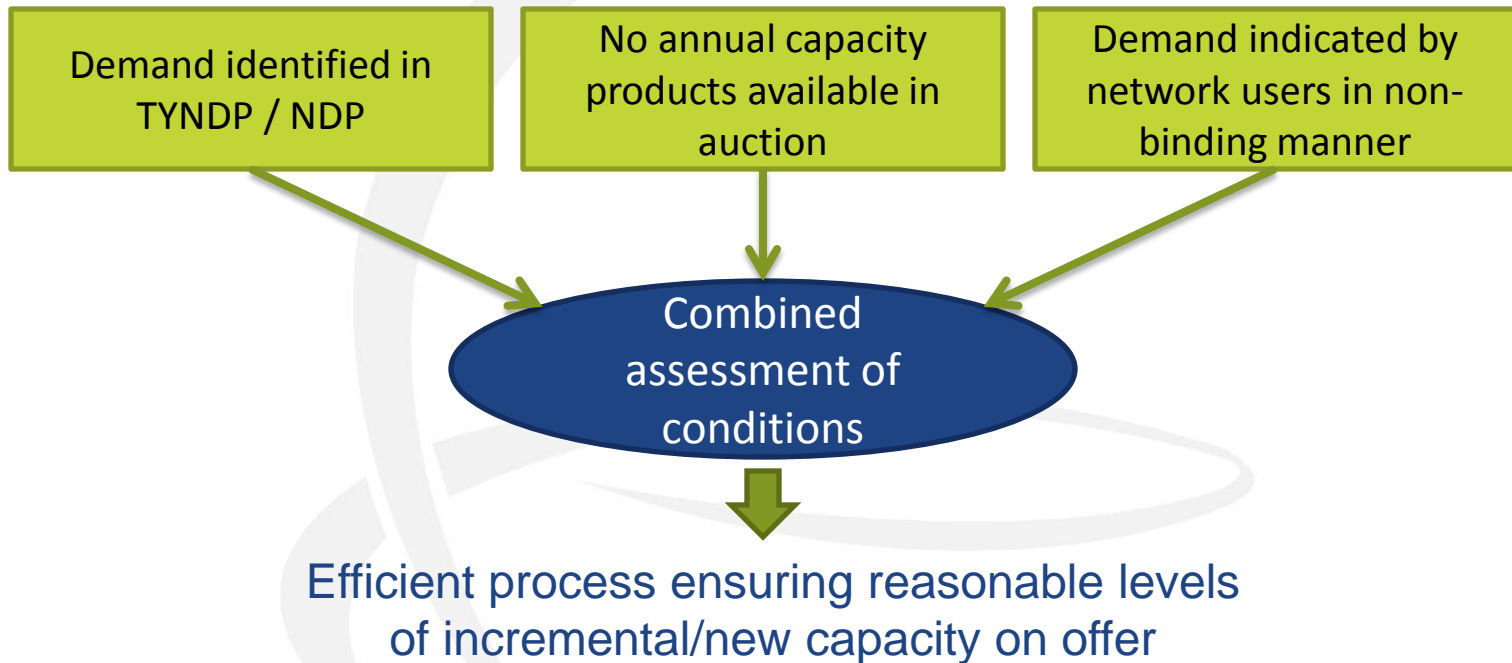 Demand identified in
TYNDP / NDP
No annual capacity
products available in
auction
Demand indicated by
network users in non-
binding manner
Combined
assessment of
conditions
Efficient process ensuring reasonable levels
of incremental/new capacity on offer